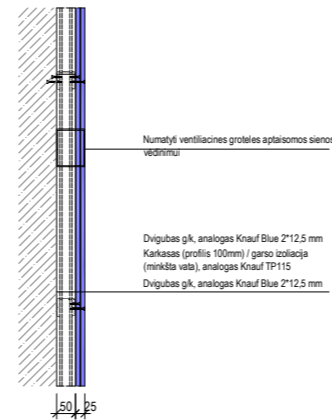 Numatyti ventiliacines groteles aptaisomos sienos
vėdinimui
Dvigubas g/k, analogas Knauf Blue 2*12,5 mm
Karkasas (profilis 100mm) / garso izoliacija
(minkšta vata), analogas Knauf TP115
Dvigubas g/k, analogas Knauf Blue 2*12,5 mm
50 25